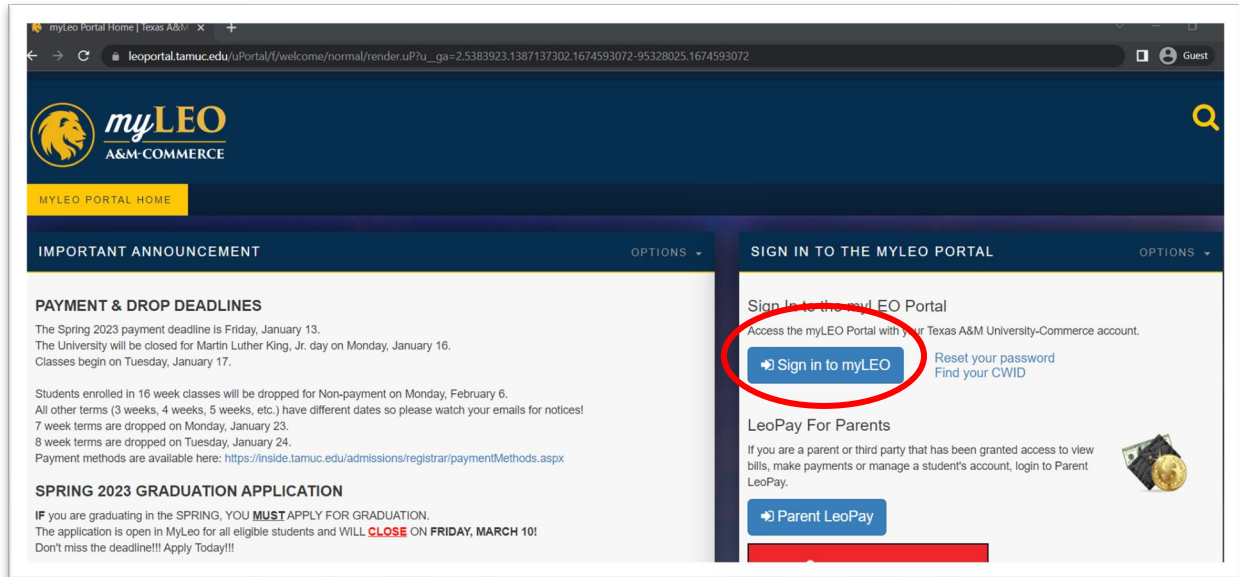 myLeo Portal Home | Texas A&M
leoportal.tamuc.edu/uPortal/f/welcome/normal/render.uP?u__ga=2.5383923.1387137302.1674593072-95328025.1674593072
Guest
myLEO
A&M-COMMERCE
MYLEO PORTAL HOME
IMPORTANT ANNOUNCEMENT
OPTIONS
PAYMENT & DROP DEADLINES
The Spring 2023 payment deadline is Friday, January 13.
The University will be closed for Martin Luther King, Jr. day on Monday, January 16.
Classes begin on Tuesday, January 17.
Students enrolled in 16 week classes will be dropped for Non-payment on Monday, February 6.
All other terms (3 weeks, 4 weeks, 5 weeks, etc.) have different dates so please watch your emails for notices!
7 week terms are dropped on Monday, January 23.
8 week terms are dropped on Tuesday, January 24.
Payment methods are available here: https://inside.tamuc.edu/admissions/registrar/paymentMethods.aspx
SPRING 2023 GRADUATION APPLICATION
IF you are graduating in the SPRING, YOU MUST APPLY FOR GRADUATION.
The application is open in MyLeo for all eligible students and WILL CLOSE ON FRIDAY, MARCH 10!
Don't miss the deadline!!! Apply Today!!!
SIGN IN TO THE MYLEO PORTAL
OPTIONS
Sign In to the myLEO Portal
Access the myLEO Portal with your Texas A&M University-Commerce account.
Sign in to myLEO
Reset your password
Find your CWID
LeoPay For Parents
If you are a parent or third party that has been granted access to view
bills, make payments or manage a student's account, login to Parent
LeoPay.
Parent LeoPay